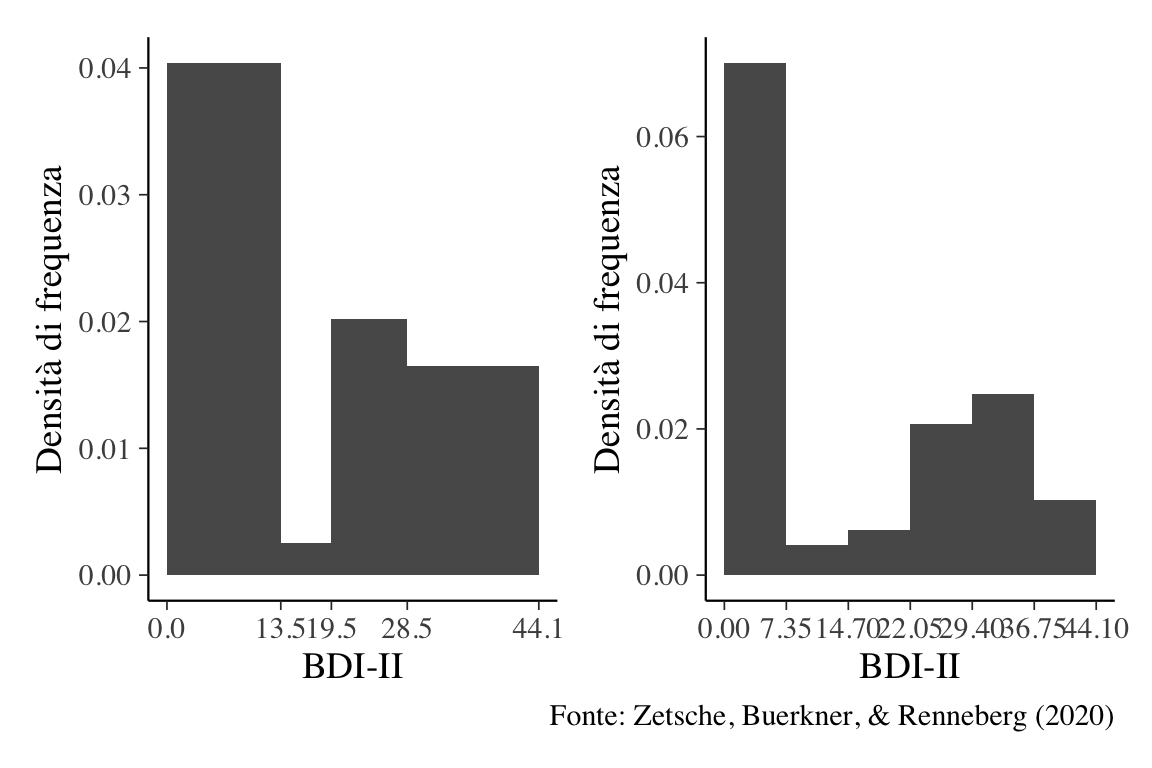 Densità di frequenza
0.04
0.03
0.02
0.01
0.00
0.0 13.5 19.5 28.5 44.1
BDI-II
Densità di frequenza
0.06
0.04
0.02
0.00
0.00 7.35 14.70 22.05 29.40 36.75 44.10
BDI-II
Fonte: Zetsche, Buerkner, & Renneberg (2020)